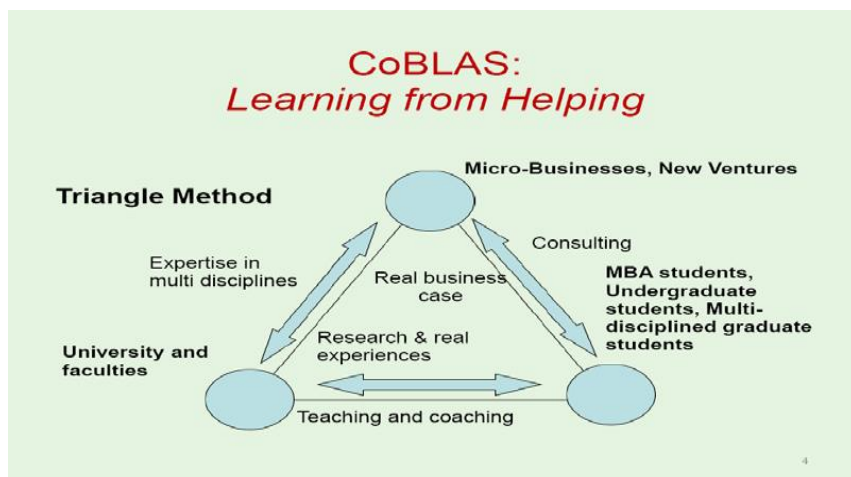 CoBLAS:
Learning from Helping
Micro-Businesses, New Ventures
Triangle Method
Consulting
Expertise in
multi disciplines
Real business
case
MBA students,
Undergraduate
students, Multi-
disciplined graduate
students
Research & real
experiences
University and
faculties
Teaching and coaching
4